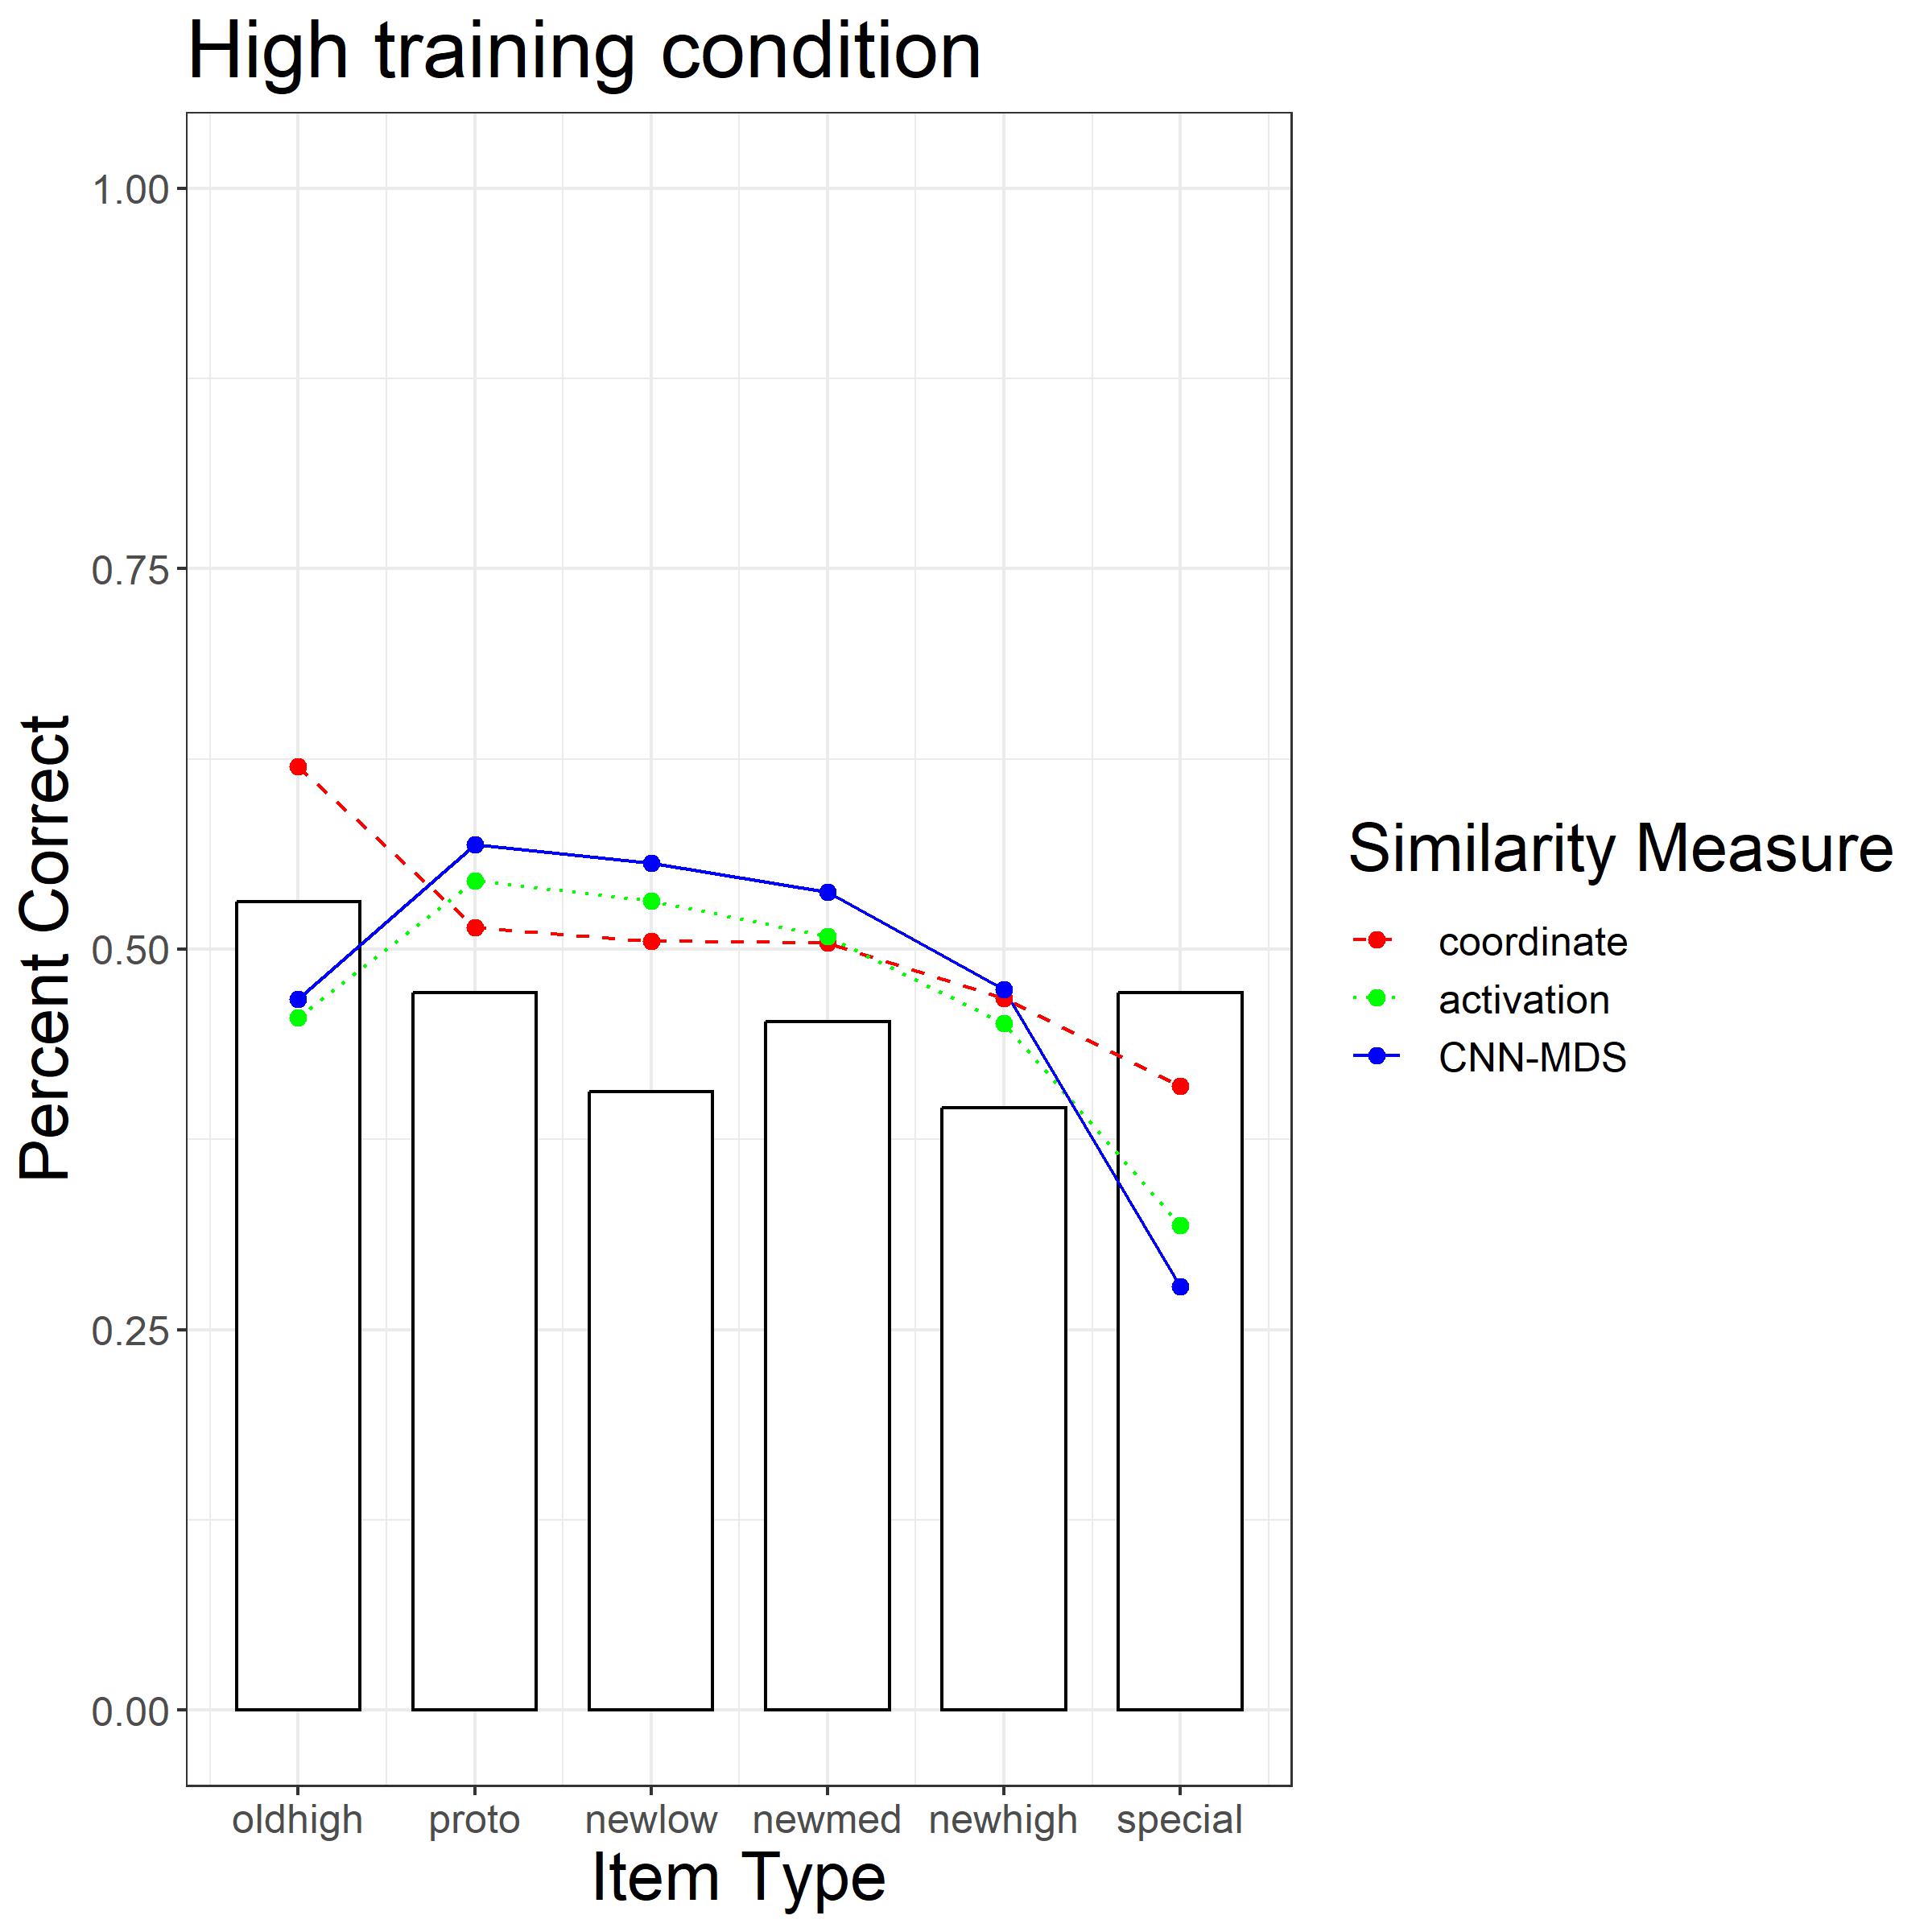 High training condition
1.00
0.75
0.50
0.25
0.00
Percent Correct
oldhigh proto newlow newmed newhigh special
Item Type
Similarity Measure
coordinate
activation
CNN-MDS